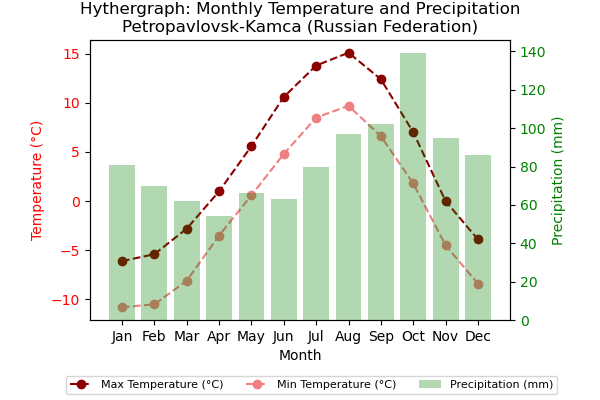 Hythergraph: Monthly Temperature and Precipitation
Petropavlovsk-Kamca (Russian Federation)
Temperature (°C)
15
10
5
0
−5
−10
140
120
100
80
60
40
20
0
Precipitation (mm)
Jan Feb Mar Apr May Jun Jul Aug Sep Oct Nov Dec
Month
Max Temperature (°C) Min Temperature (°C) Precipitation (mm)